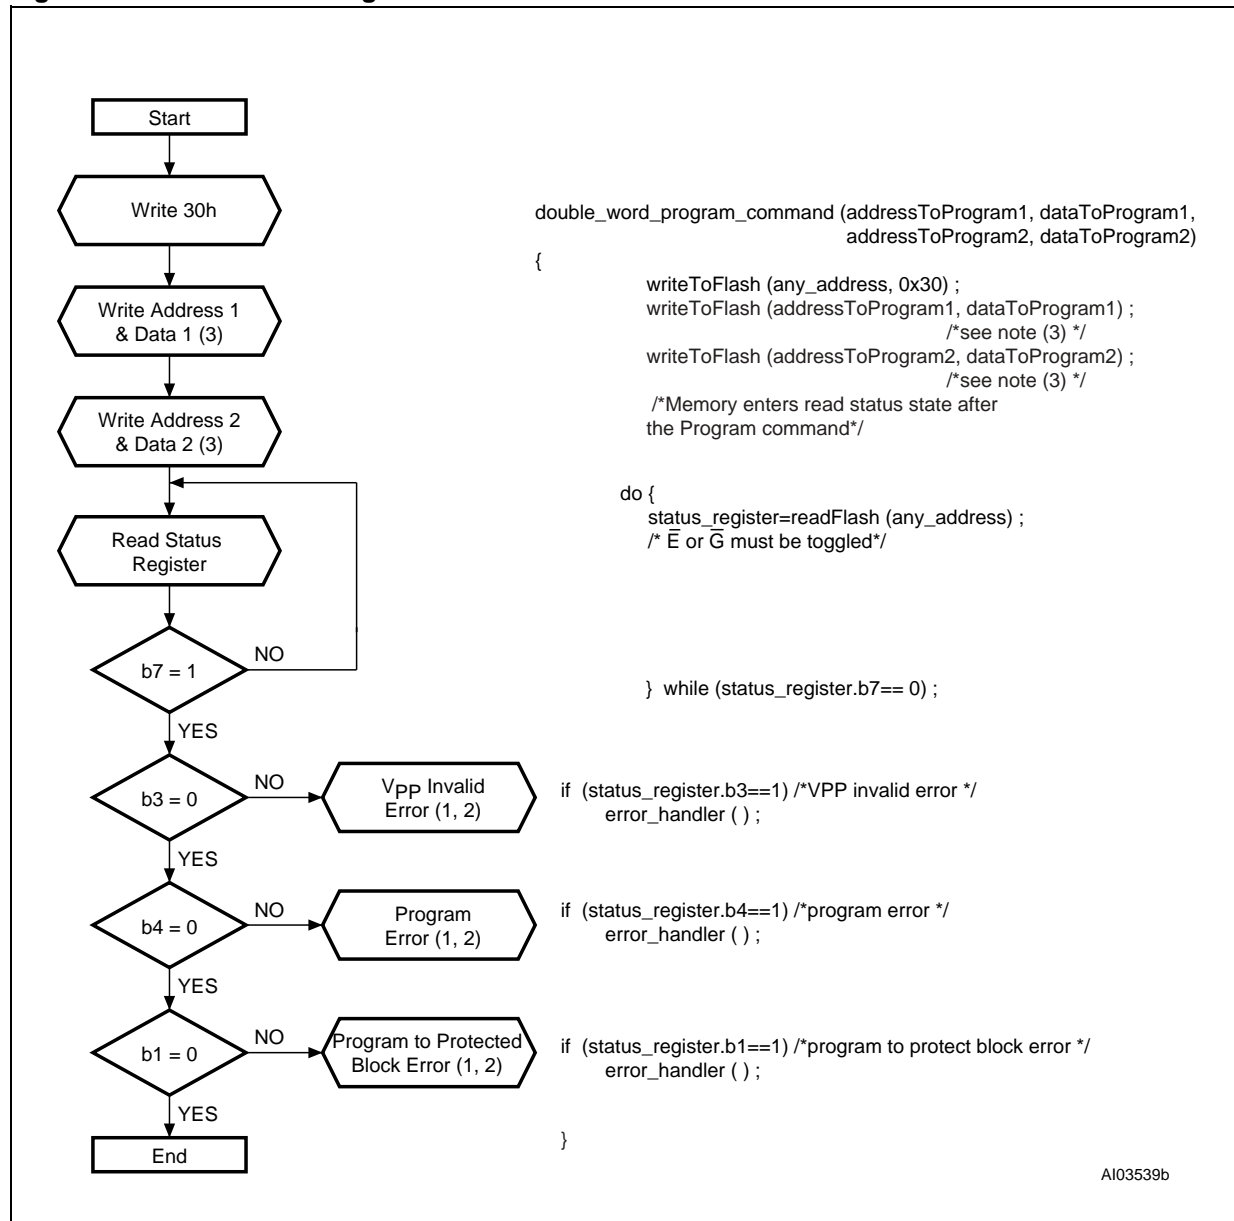 Start
Write 30h
Write Address 1
& Data 1 (3)
Write Address 2
& Data 2 (3)
Read Status
Register
b7 = 1
NO
YES
b3 = 0
NO
VPP Invalid
Error (1, 2)
YES
b4 = 0
NO
Program
Error (1, 2)
YES
b1 = 0
NO
Program to Protected
Block Error (1, 2)
YES
End
double_word_program_command (addressToProgram1, dataToProgram1,
addressToProgram2, dataToProgram2)
{
writeToFlash (any_address, 0x30) ;
writeToFlash (addressToProgram1, dataToProgram1) ;
/*see note (3) */
writeToFlash (addressToProgram2, dataToProgram2) ;
/*see note (3) */
/*Memory enters read status state after
the Program command*/
do {
status_register=readFlash (any_address) ;
/* E̅ or G̅ must be toggled*/
} while (status_register.b7== 0) ;
if (status_register.b3==1) /*VPP invalid error */
error_handler ( ) ;
if (status_register.b4==1) /*program error */
error_handler ( ) ;
if (status_register.b1==1) /*program to protect block error */
error_handler ( ) ;
}
AI03539b